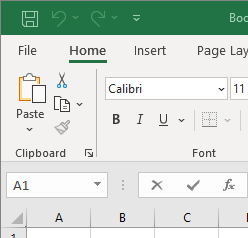 Boo
File Home Insert Page Lay
Calibri 11
Paste B I U
Clipboard Font
A1 fx
A B C
1